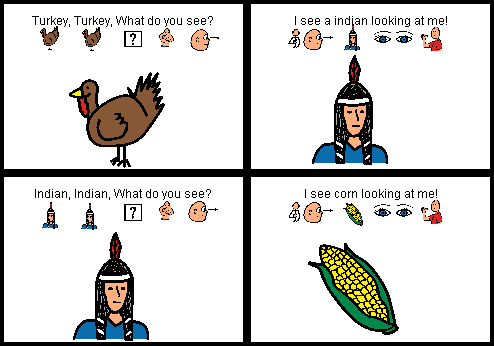 Turkey, Turkey, What do you see?
?
I see a indian looking at me!
Indian, Indian, What do you see?
?
I see corn looking at me!